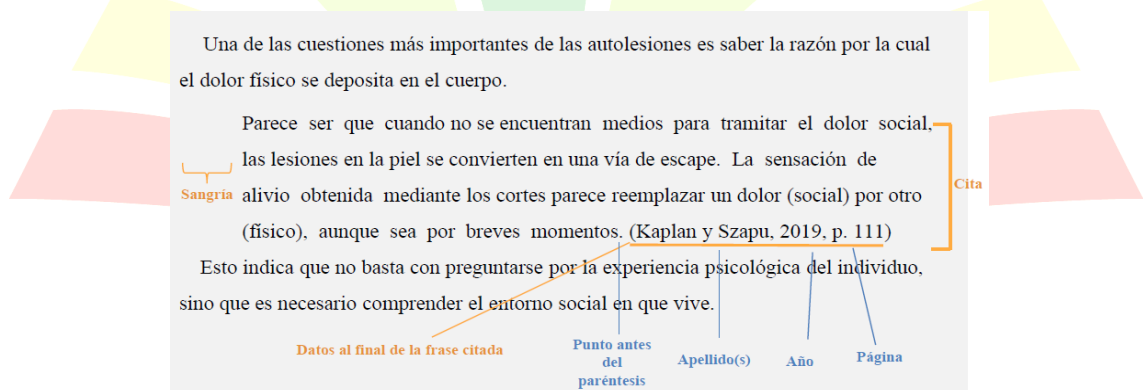 Una de las cuestiones más importantes de las autolesiones es saber la razón por la cual
el dolor físico se deposita en el cuerpo.
Parece ser que cuando no se encuentran medios para tramitar el dolor social,
las lesiones en la piel se convierten en una vía de escape. La sensación de
alivio obtenida mediante los cortes parece reemplazar un dolor (social) por otro
(físico), aunque sea por breves momentos. (Kaplan y Szapu, 2019, p. 111)
Sangría
Cita
Esto indica que no basta con preguntarse por la experiencia psicológica del individuo,
sino que es necesario comprender el entorno social en que vive.
Datos al final de la frase citada
Punto antes
del
paréntesis
Apellido(s)
Año
Página